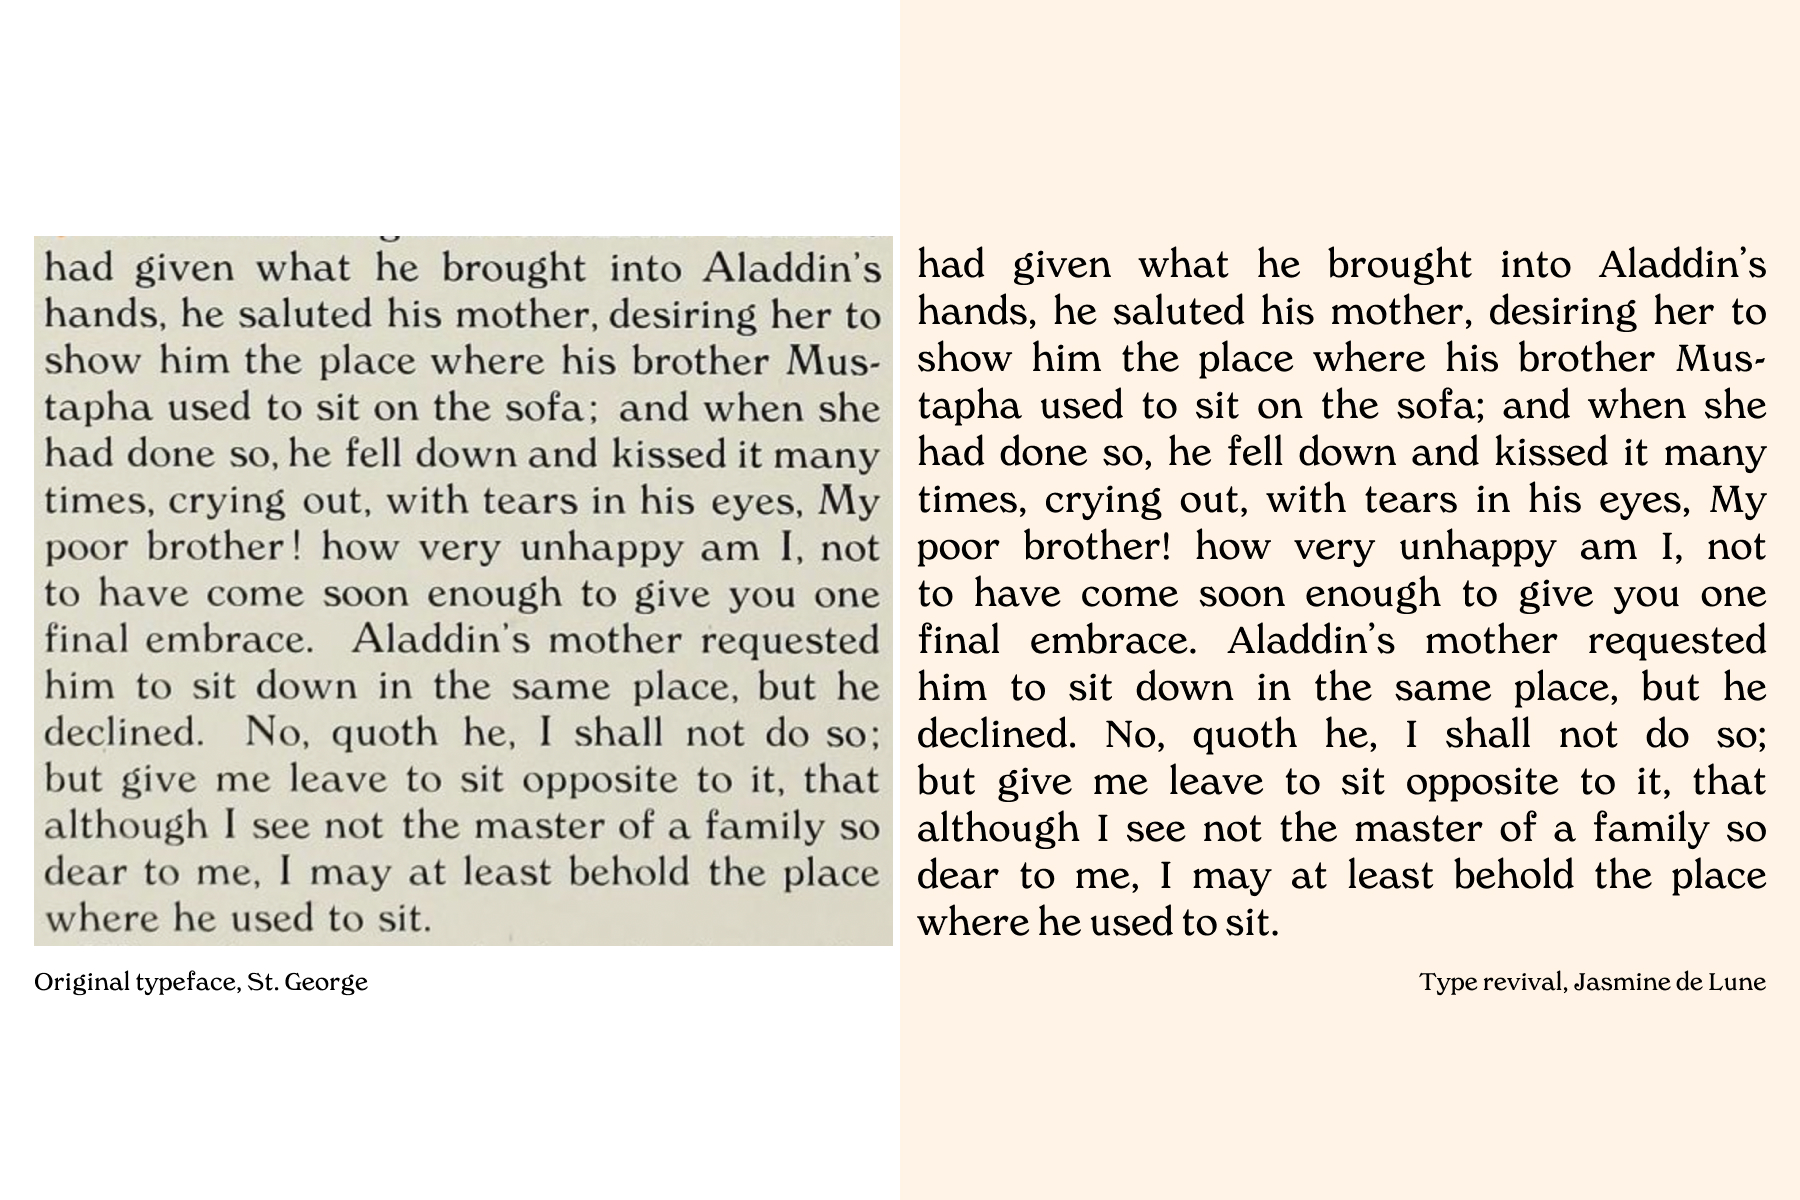 had given what he brought into Aladdin's
hands, he saluted his mother, desiring her to
show him the place where his brother Mus-
tapha used to sit on the sofa; and when she
had done so, he fell down and kissed it many
times, crying out, with tears in his eyes, My
poor brother! how very unhappy am I, not
to have come soon enough to give you one
final embrace. Aladdin's mother requested
him to sit down in the same place, but he
declined. No, quoth he, I shall not do so;
but give me leave to sit opposite to it, that
although I see not the master of a family so
dear to me, I may at least behold the place
where he used to sit.
Original typeface, St. George
had given what he brought into Aladdin’s
hands, he saluted his mother, desiring her to
show him the place where his brother Mus-
tapha used to sit on the sofa; and when she
had done so, he fell down and kissed it many
times, crying out, with tears in his eyes, My
poor brother! how very unhappy am I, not
to have come soon enough to give you one
final embrace. Aladdin’s mother requested
him to sit down in the same place, but he
declined. No, quoth he, I shall not do so;
but give me leave to sit opposite to it, that
although I see not the master of a family so
dear to me, I may at least behold the place
where he used to sit.
Type revival, Jasmine de Lune